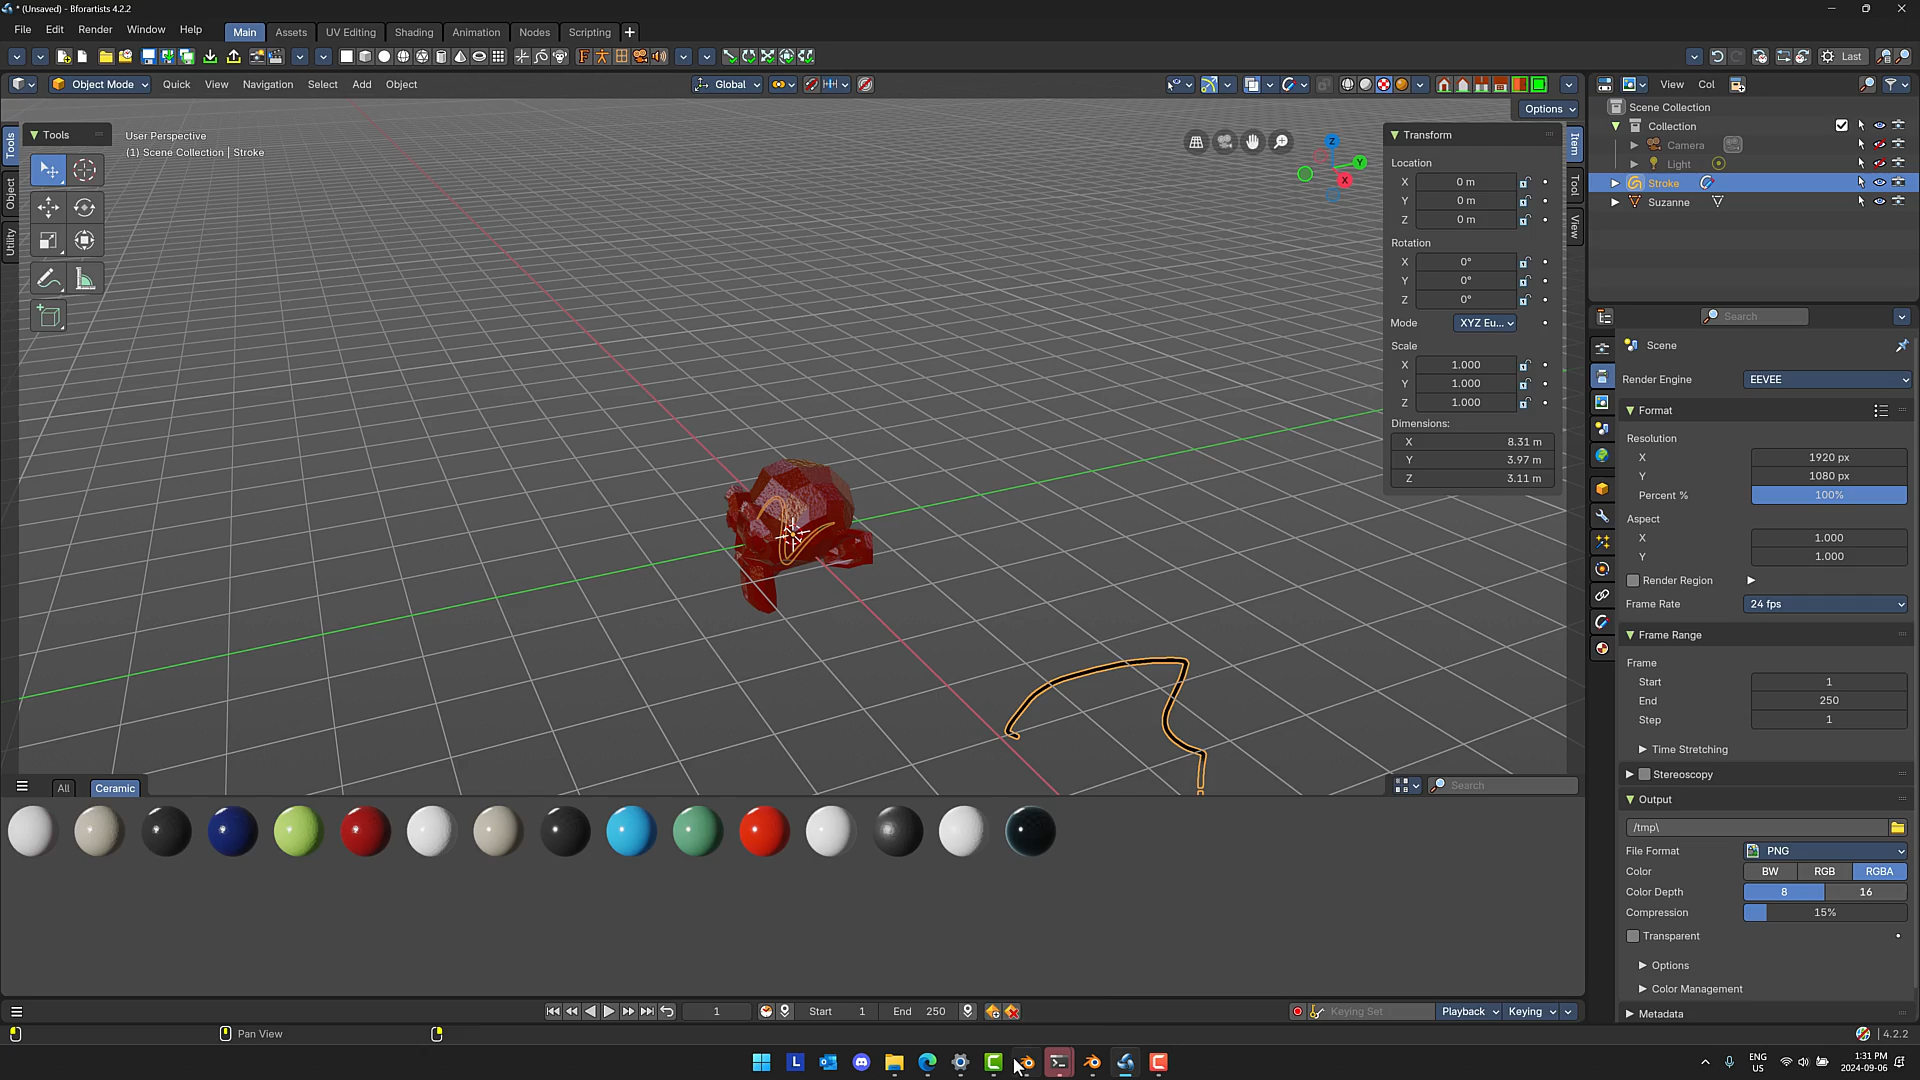 * (Unsaved) - Bforartists 4.2.2
File Edit Render Window Help Main Assets UV Editing Shading Animation Nodes Scripting
Last
Object Mode Quick View Navigation Select Add Object Global View Col
Options
Scene Collection
Tools
User Perspective
(1) Scene Collection | Stroke
Tools
Object
Utility
Transform
Location
X 0 m
Y 0 m
Z 0 m
Rotation
X 0°
Y 0°
Z 0°
Mode XYZ Eu...
Scale
X 1.000
Y 1.000
Z 1.000
Dimensions:
X 8.31 m
Y 3.97 m
Z 3.11 m
Item
Tool
View
Z
Y
X
Collection
Camera
Light
Stroke
Suzanne
Search
Scene
Render Engine EEVEE
Format
Resolution
X 1920 px
Y 1080 px
Percent % 100%
Aspect
X 1.000
Y 1.000
Render Region
Frame Rate 24 fps
Frame Range
Frame
Start 1
End 250
Step 1
Time Stretching
Stereoscopy
Output
/tmp\
File Format PNG
Color BW RGB RGBA
Color Depth 8 16
Compression 15%
Transparent
Options
Color Management
Metadata
All Ceramic Search
1 Start 1 End 250 Keying Set Playback Keying
Pan View 4.2.2
L
ENG
US
1:31 PM
2024-09-06